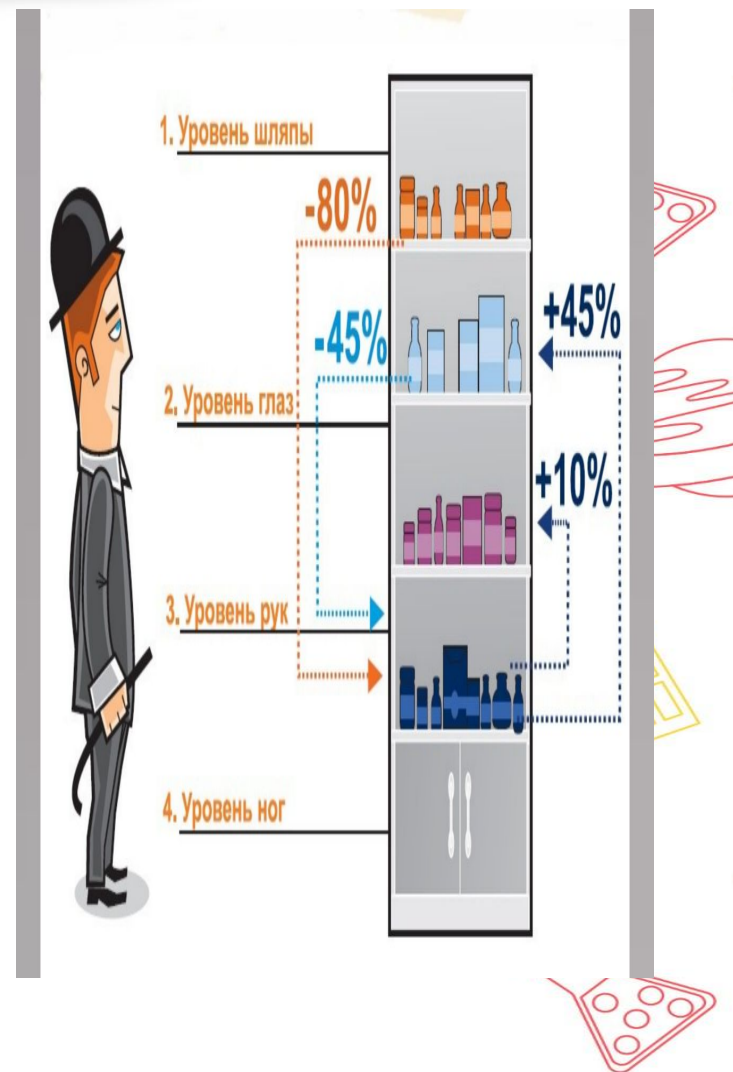 1. Уровень шляпы
-80%
-45%
+45%
2. Уровень глаз
+10%
3. Уровень рук
4. Уровень ног